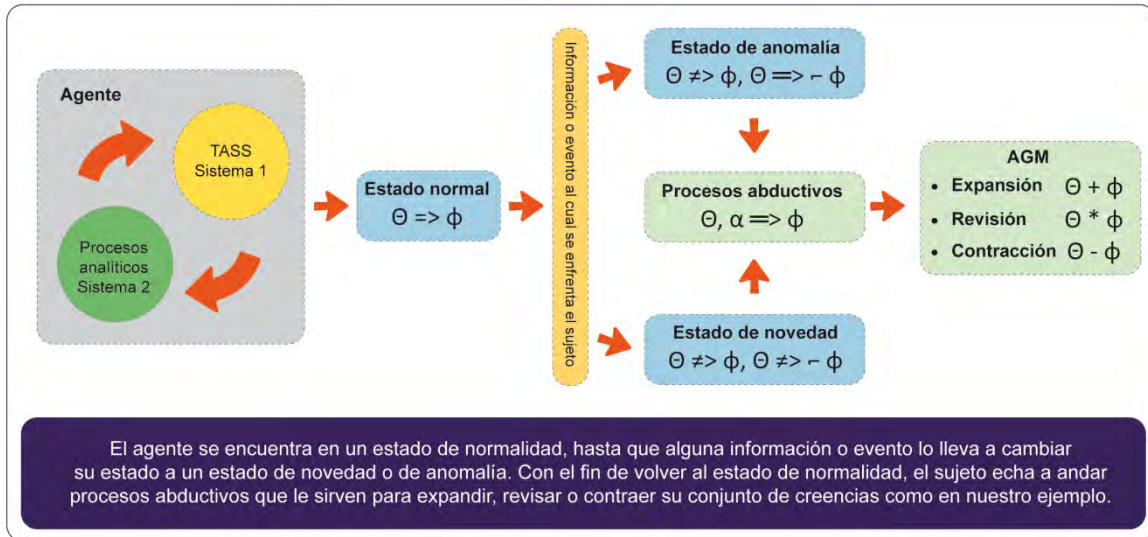 Agente
TASS
Sistema 1
Procesos
analíticos
Sistema 2
Estado normal
Θ => ϕ
Información o evento al cual se enfrenta el sujeto
Estado de anomalía
Θ ≠> ϕ, Θ ==> ⌐ ϕ
Procesos abductivos
Θ, α ==> ϕ
Estado de novedad
Θ ≠> ϕ, Θ ≠> ⌐ ϕ
AGM
• Expansión Θ + ϕ
• Revisión Θ * ϕ
• Contracción Θ - ϕ
El agente se encuentra en un estado de normalidad, hasta que alguna información o evento lo lleva a cambiar
su estado a un estado de novedad o de anomalía. Con el fin de volver al estado de normalidad, el sujeto echa a andar
procesos abductivos que le sirven para expandir, revisar o contraer su conjunto de creencias como en nuestro ejemplo.